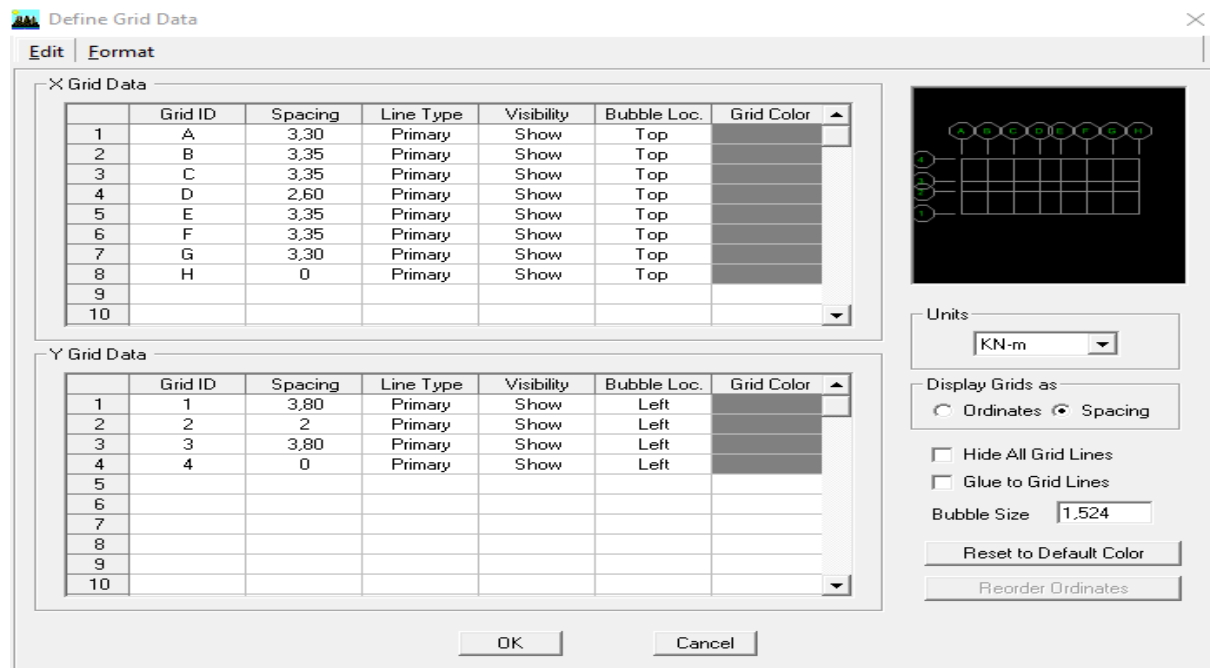 Define Grid Data
Edit Format
X Grid Data
Grid ID Spacing Line Type Visibility Bubble Loc. Grid Color
1 A 3,30 Primary Show Top
2 B 3,35 Primary Show Top
3 C 3,35 Primary Show Top
4 D 2,60 Primary Show Top
5 E 3,35 Primary Show Top
6 F 3,35 Primary Show Top
7 G 3,30 Primary Show Top
8 H 0 Primary Show Top
9
10
Y Grid Data
Grid ID Spacing Line Type Visibility Bubble Loc. Grid Color
1 1 3,80 Primary Show Left
2 2 2 Primary Show Left
3 3 3,80 Primary Show Left
4 4 0 Primary Show Left
5
6
7
8
9
10
A B C D E F G H
4
3
2
1
Units
KN-m
Display Grids as
Ordinates Spacing
Hide All Grid Lines
Glue to Grid Lines
Bubble Size 1,524
Reset to Default Color
Reorder Ordinates
OK Cancel